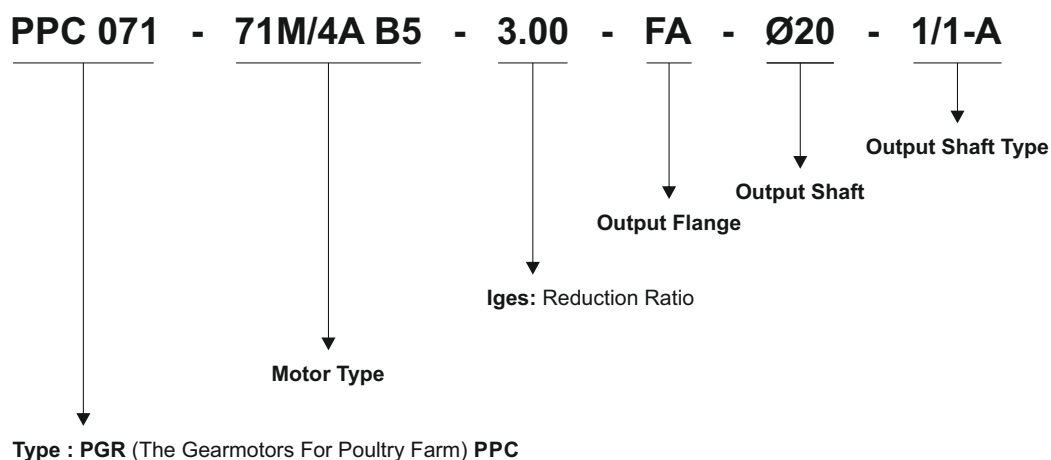 PPC 071 - 71M/4A B5 - 3.00 - FA - Ø20 - 1/1-A
Output Shaft Type
Output Shaft
Output Flange
Iges: Reduction Ratio
Motor Type
Type : PGR (The Gearmotors For Poultry Farm) PPC